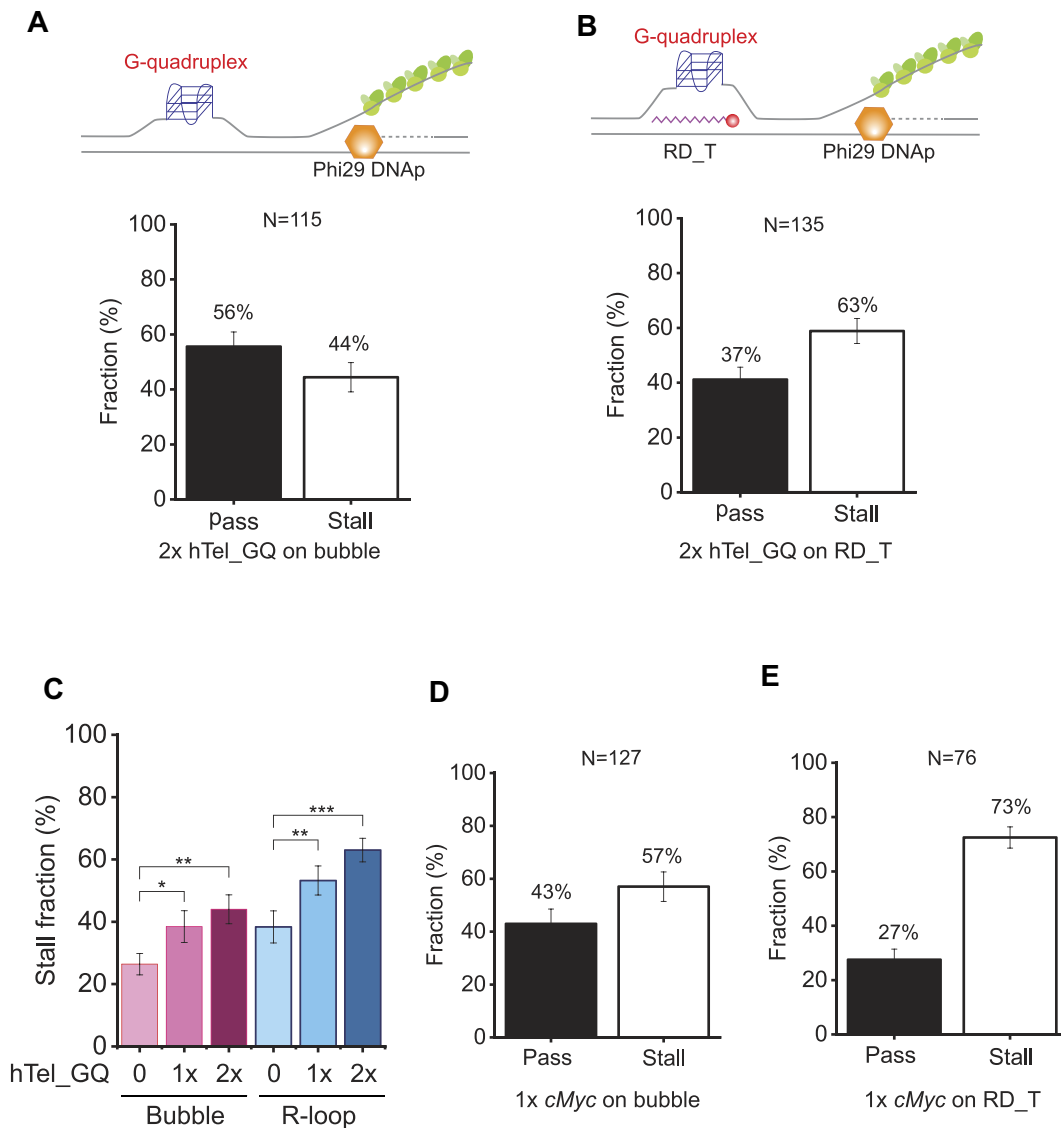 A
G-quadruplex
Phi29 DNAp
N=115
100
80
60
40
20
0
Fraction (%)
56%
44%
Pass
Stall
2x hTel_GQ on bubble
B
G-quadruplex
RD_T
Phi29 DNAp
N=135
100
80
60
40
20
0
Fraction (%)
37%
63%
Pass
Stall
2x hTel_GQ on RD_T
C
100
80
60
40
20
0
Stall fraction (%)
*
**
**
***
hTel_GQ 0 1x 2x 0 1x 2x
Bubble R-loop
D
N=127
100
80
60
40
20
0
Fraction (%)
43%
57%
Pass
Stall
1x cMyc on bubble
E
N=76
100
80
60
40
20
0
Fraction (%)
27%
73%
Pass
Stall
1x cMyc on RD_T